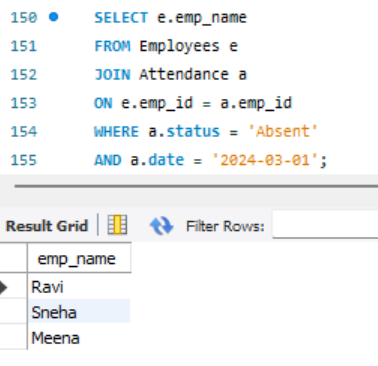 150 SELECT e.emp_name
151 FROM Employees e
152 JOIN Attendance a
153 ON e.emp_id = a.emp_id
154 WHERE a.status = 'Absent'
155 AND a.date = '2024-03-01';
Result Grid Filter Rows:
emp_name
Ravi
Sneha
Meena